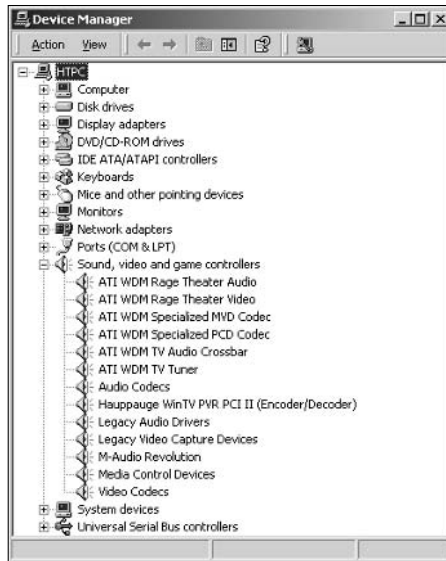 Device Manager
Action View
HTPC
Computer
Disk drives
Display adapters
DVD/CD-ROM drives
IDE ATA/ATAPI controllers
Keyboards
Mice and other pointing devices
Monitors
Network adapters
Ports (COM & LPT)
Sound, video and game controllers
ATI WDM Rage Theater Audio
ATI WDM Rage Theater Video
ATI WDM Specialized MVD Codec
ATI WDM Specialized PCD Codec
ATI WDM TV Audio Crossbar
ATI WDM TV Tuner
Audio Codecs
Hauppauge WinTV PVR PCI II (Encoder/Decoder)
Legacy Audio Drivers
Legacy Video Capture Devices
M-Audio Revolution
Media Control Devices
Video Codecs
System devices
Universal Serial Bus controllers